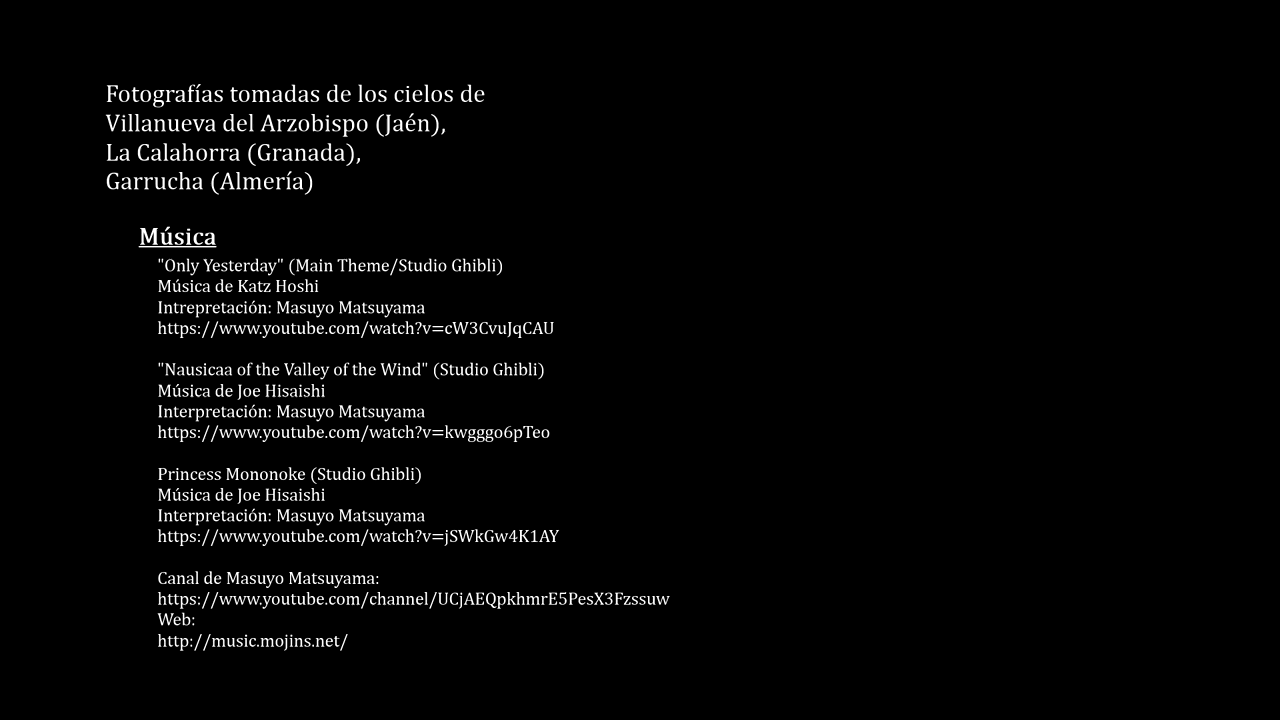 Fotografías tomadas de los cielos de
Villanueva del Arzobispo (Jaén),
La Calahorra (Granada),
Garrucha (Almería)
Música
"Only Yesterday" (Main Theme/Studio Ghibli)
Música de Katz Hoshi
Intrepretación: Masuyo Matsuyama
https://www.youtube.com/watch?v=cW3CvuJqCAU
"Nausicaa of the Valley of the Wind" (Studio Ghibli)
Música de Joe Hisaishi
Interpretación: Masuyo Matsuyama
https://www.youtube.com/watch?v=kwgggo6pTeo
Princess Mononoke (Studio Ghibli)
Música de Joe Hisaishi
Interpretación: Masuyo Matsuyama
https://www.youtube.com/watch?v=jSWkGw4K1AY
Canal de Masuyo Matsuyama:
https://www.youtube.com/channel/UCjAEQpkhmrE5PesX3Fzssuw
Web:
http://music.mojins.net/